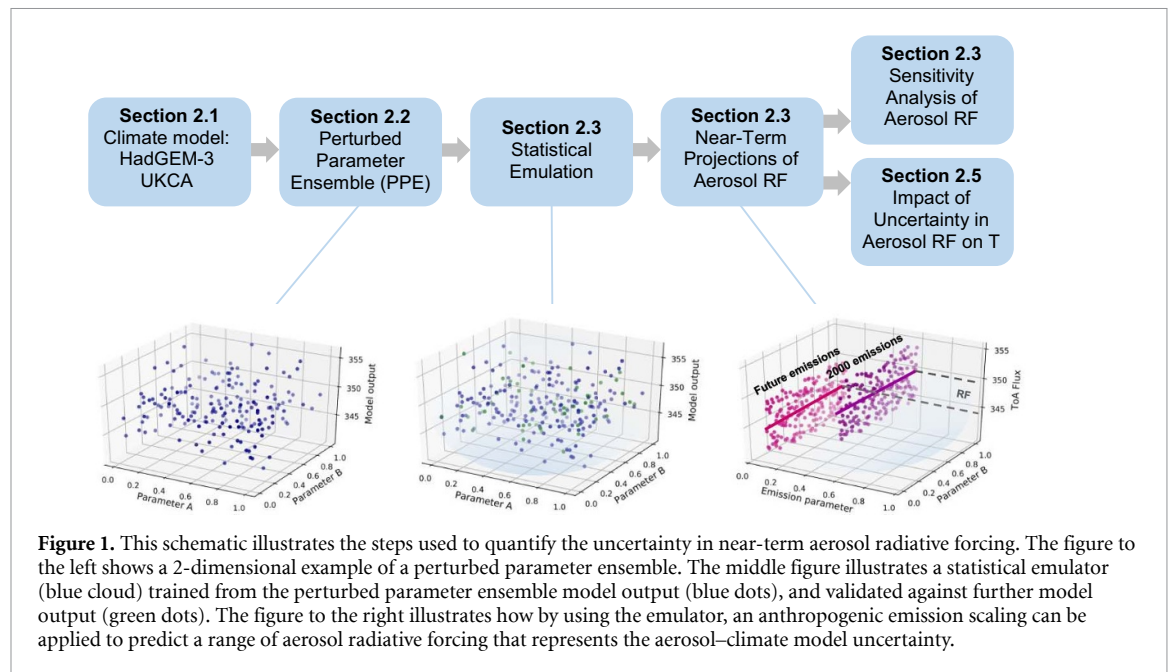 Section 2.1
Climate model:
HadGEM-3
UKCA
Section 2.2
Perturbed
Parameter
Ensemble (PPE)
Section 2.3
Statistical
Emulation
Section 2.3
Near-Term
Projections of
Aerosol RF
Section 2.3
Sensitivity
Analysis of
Aerosol RF
Section 2.5
Impact of
Uncertainty in
Aerosol RF on T
355
350
345
Model output
0.0
0.2
0.4
0.6
0.8
1.0
Parameter A
0.0
0.2
0.4
0.6
0.8
1.0
Parameter B
355
350
345
Model output
0.0
0.2
0.4
0.6
0.8
1.0
Parameter A
0.0
0.2
0.4
0.6
0.8
1.0
Parameter B
Future emissions
2000 emissions
RF
355
350
345
ToA Flux
0.0
0.2
0.4
0.6
0.8
1.0
Emission parameter
0.0
0.2
0.4
0.6
0.8
1.0
Parameter B
Figure 1. This schematic illustrates the steps used to quantify the uncertainty in near-term aerosol radiative forcing. The figure to
the left shows a 2-dimensional example of a perturbed parameter ensemble. The middle figure illustrates a statistical emulator
(blue cloud) trained from the perturbed parameter ensemble model output (blue dots), and validated against further model
output (green dots). The figure to the right illustrates how by using the emulator, an anthropogenic emission scaling can be
applied to predict a range of aerosol radiative forcing that represents the aerosol–climate model uncertainty.